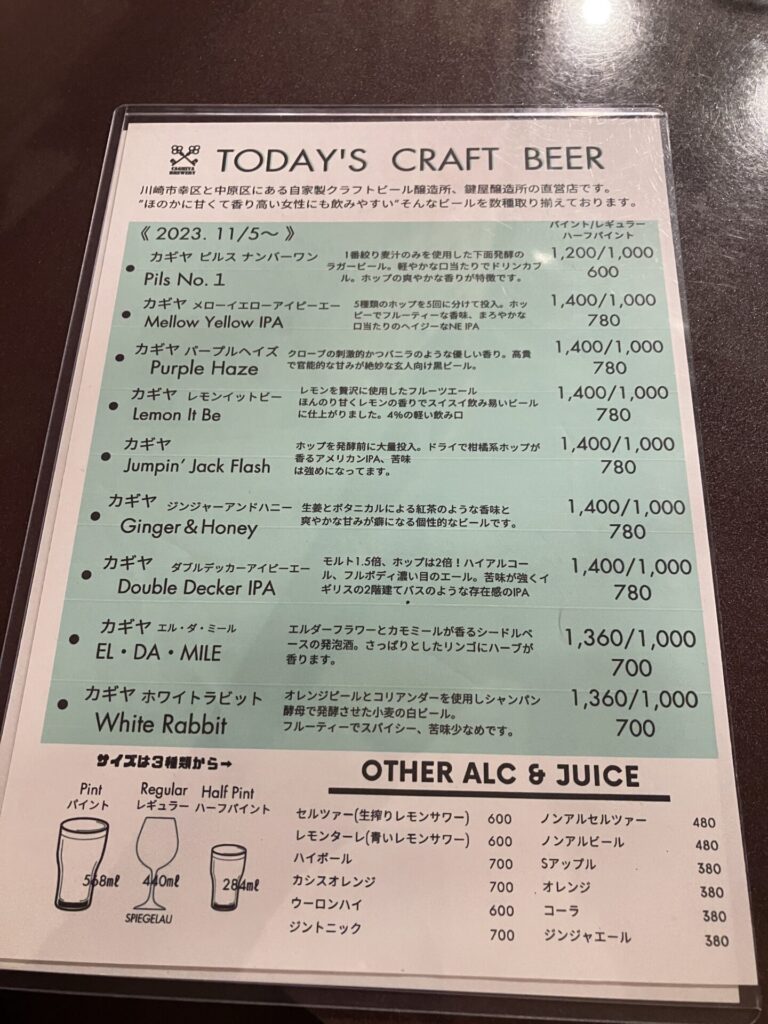 CAGHIYA
BREWERY
TODAY'S CRAFT BEER
川崎市幸区と中原区にある自家製クラフトビール醸造所、鍵屋醸造所の直営店です。
"ほのかに甘くて香り高い女性にも飲みやすい"そんなビールを数種取り揃えております。
《 2023. 11/5〜 》
パイント/レギュラー
ハーフパイント
カギヤ ピルス ナンバーワン
Pils No. 1
1番絞り麦汁のみを使用した下面発酵の
ラガービール。軽やかな口当たりでドリンカブ
ル。ホップの爽やかな香りが特徴です。
1,200/1,000
600
カギヤ メローイエローアイピーエー
Mellow Yellow IPA
5種類のホップを5回に分けて投入。ホッ
ピーでフルーティーな香味、まろやかな
口当たりのヘイジーなNE IPA
1,400/1,000
780
カギヤ パープルヘイズ
Purple Haze
クローブの刺激的かつバニラのような優しい香り。高貴
で官能的な甘みが絶妙な玄人向け黒ビール。
1,400/1,000
780
カギヤ レモンイットビー
Lemon It Be
レモンを贅沢に使用したフルーツエール
ほんのり甘くレモンの香りでスイスイ飲み易いビール
に仕上がりました。4%の軽い飲み口
1,400/1,000
780
カギヤ
Jumpin' Jack Flash
ホップを発酵前に大量投入。ドライで柑橘系ホップが
香るアメリカンIPA、苦味
は強めになってます。
1,400/1,000
780
カギヤ ジンジャーアンドハニー
Ginger & Honey
生姜とボタニカルによる紅茶のような香味と
爽やかな甘みが癖になる個性的なビールです。
1,400/1,000
780
カギヤ ダブルデッカーアイピーエー
Double Decker IPA
モルト1.5倍、ホップは2倍！ハイアルコー
ル、フルボディ濃い目のエール。苦味が強くイ
ギリスの2階建てバスのような存在感のIPA
1,400/1,000
780
カギヤ エル・ダ・ミール
EL・DA・MILE
エルダーフラワーとカモミールが香るシードルベ
ースの発泡酒。さっぱりとしたリンゴにハーブが
香ります。
1,360/1,000
700
カギヤ ホワイトラビット
White Rabbit
オレンジピールとコリアンダーを使用しシャンパン
酵母で発酵させた小麦の白ビール。
フルーティーでスパイシー、苦味少なめです。
1,360/1,000
700
サイズは3種類から→
Pint
パイント
568㎖
Regular
レギュラー
440㎖
SPIEGELAU
Half Pint
ハーフパイント
284㎖
OTHER ALC & JUICE
セルツァー(生搾りレモンサワー) 600
レモンターレ(青いレモンサワー) 600
ハイボール 700
カシスオレンジ 700
ウーロンハイ 600
ジントニック 700
ノンアルセルツァー 480
ノンアルビール 480
Sアップル 380
オレンジ 380
コーラ 380
ジンジャエール 380